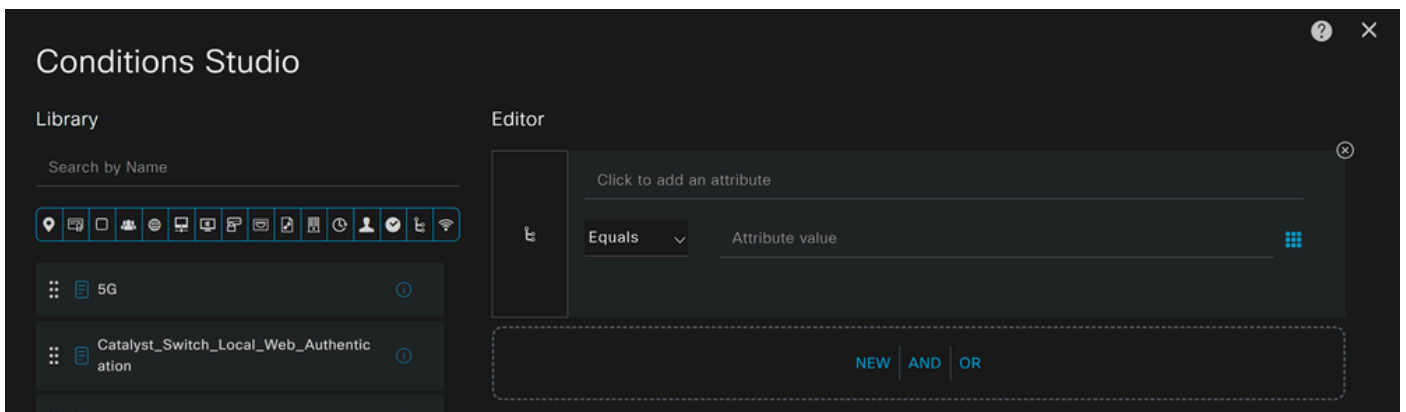 Conditions Studio
Library
Search by Name
5G
Catalyst_Switch_Local_Web_Authentic
ation
Editor
Click to add an attribute
Equals
Attribute value
NEW AND OR